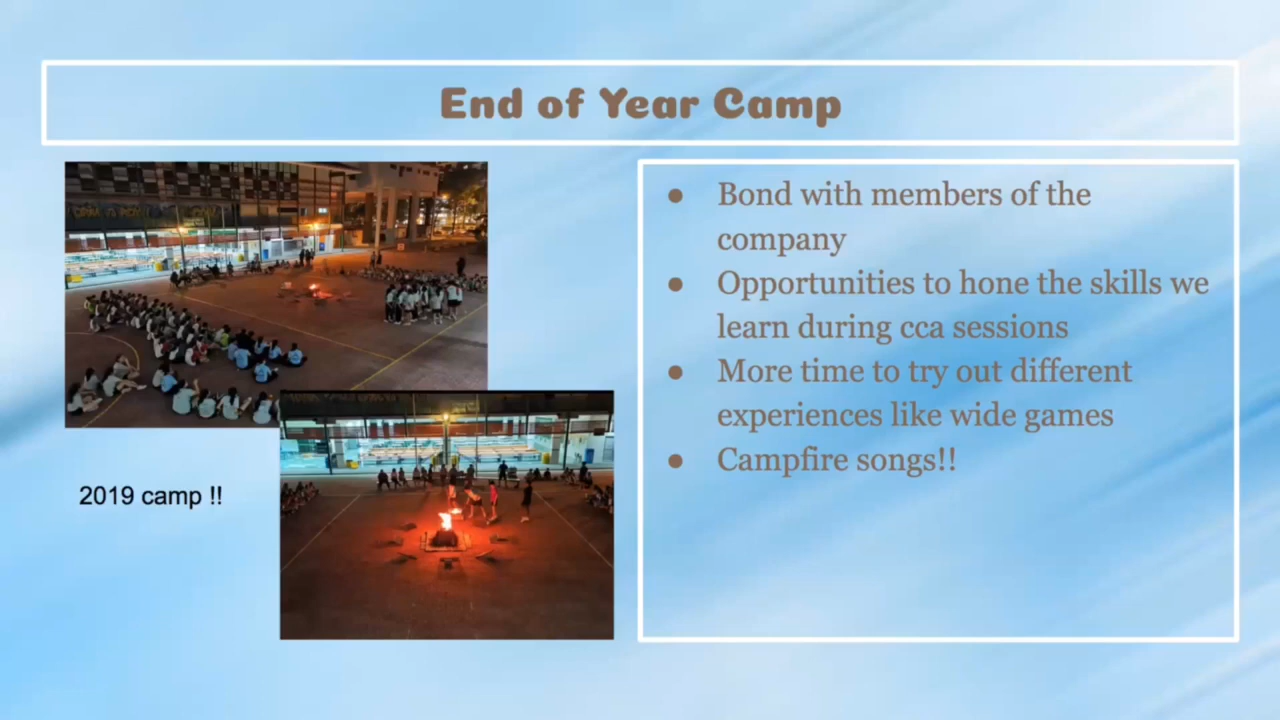 End of Year Camp
Bond with members of the
company
Opportunities to hone the skills we
learn during cca sessions
More time to try out different
experiences like wide games
Campfire songs!!
2019 camp !!